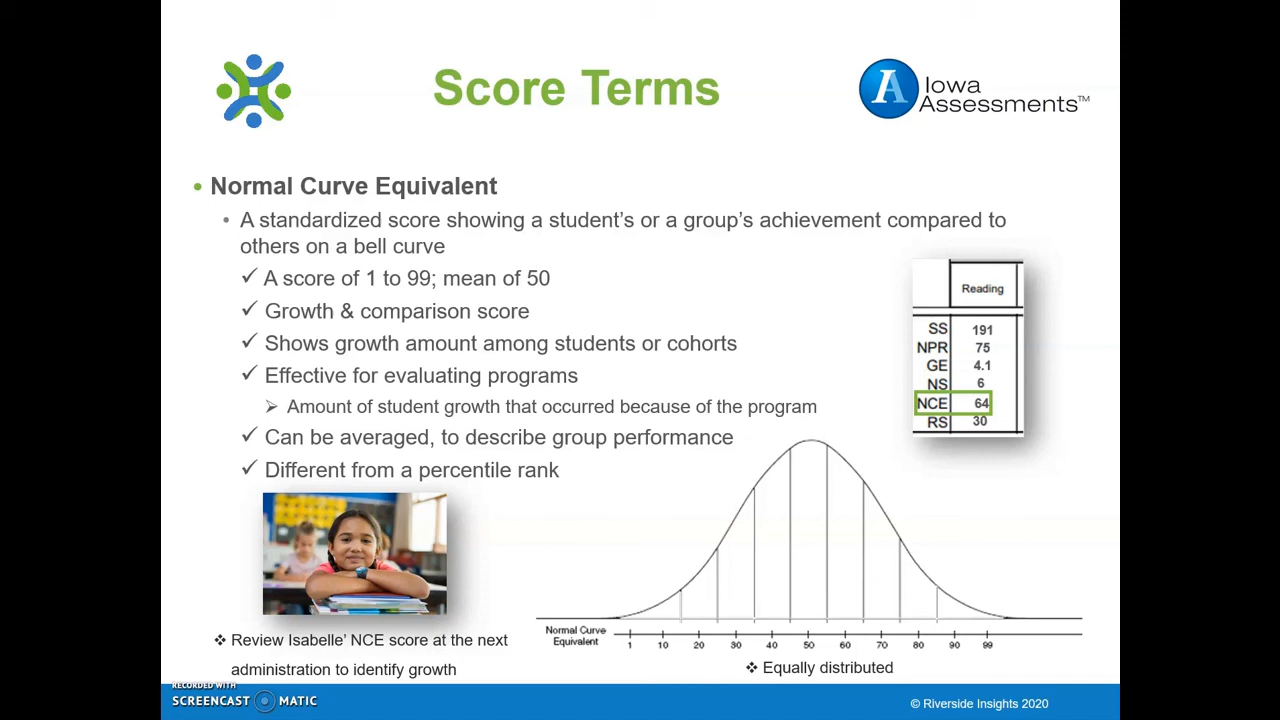 Score Terms
Iowa
Assessments™
• Normal Curve Equivalent
• A standardized score showing a student's or a group's achievement compared to
others on a bell curve
✓ A score of 1 to 99; mean of 50
✓ Growth & comparison score
✓ Shows growth amount among students or cohorts
✓ Effective for evaluating programs
➢ Amount of student growth that occurred because of the program
✓ Can be averaged, to describe group performance
✓ Different from a percentile rank
Reading
SS 191
NPR 75
GE 4.1
NS 6
NCE 64
RS 30
Normal Curve
Equivalent
1 10 20 30 40 50 60 70 80 90 99
❖ Equally distributed
❖ Review Isabelle' NCE score at the next
administration to identify growth
RECORDED WITH
SCREENCAST MATIC
© Riverside Insights 2020